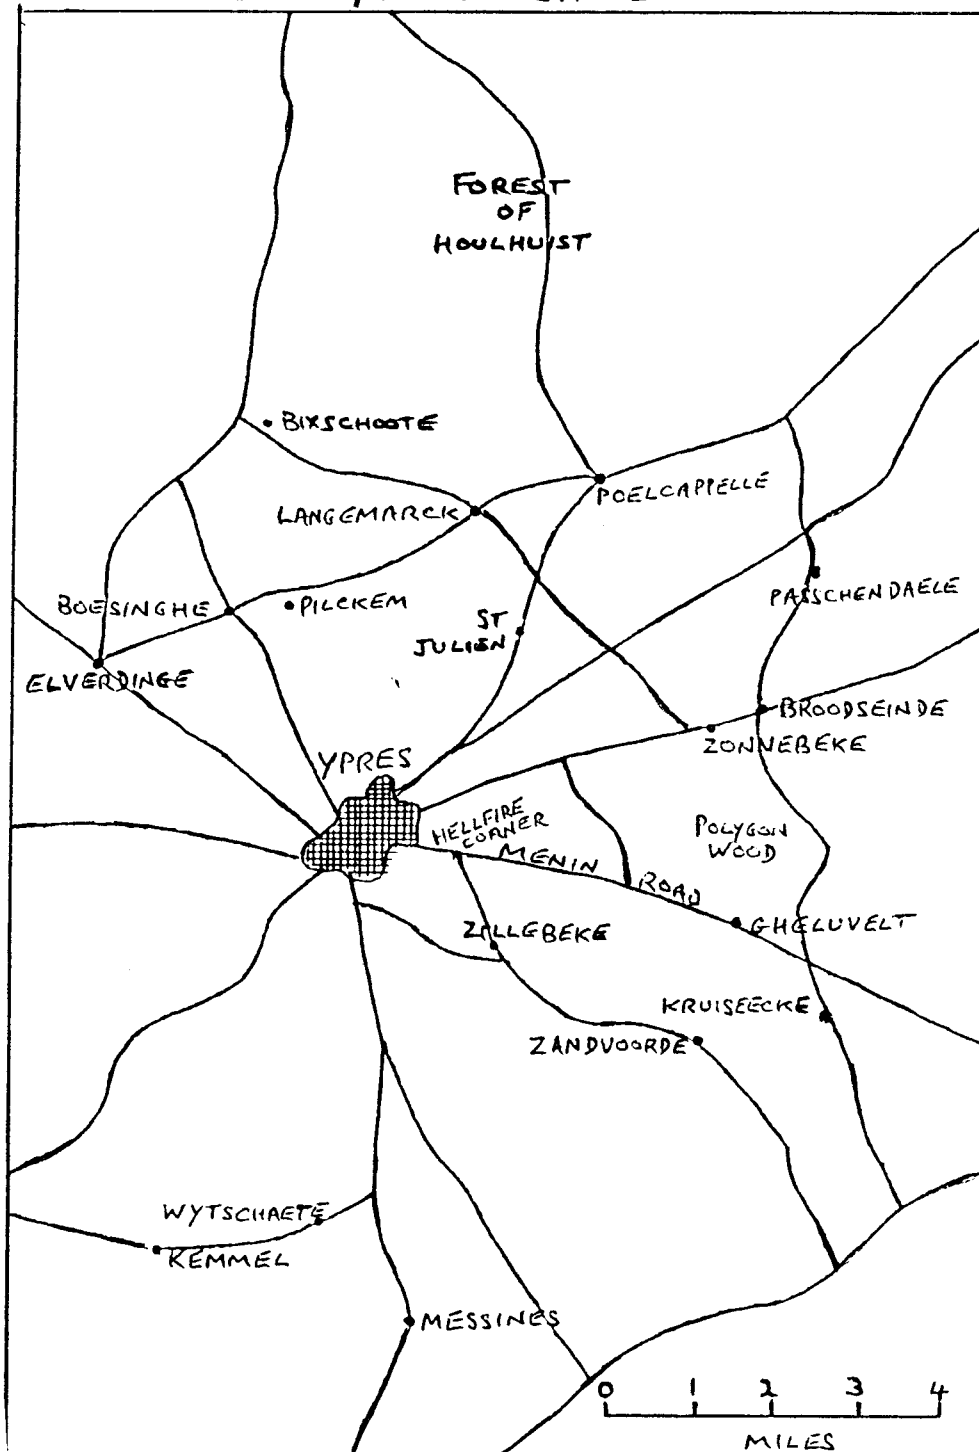 FOREST
OF
HOULHUIST
BIXSCHOOTE
POELCAPPELLE
LANGEMARCK
PASSCHENDAELE
BOESINGHE
PILCKEM
ST
JULIEN
ELVERDINGE
BROODSEINDE
ZONNEBEKE
YPRES
HELLFIRE
CORNER
POLYGON
WOOD
MENIN ROAD
GHELUVELT
ZILLEBEKE
KRUISEECKE
ZANDVOORDE
WYTSCHAETE
KEMMEL
MESSINES
0 1 2 3 4
MILES